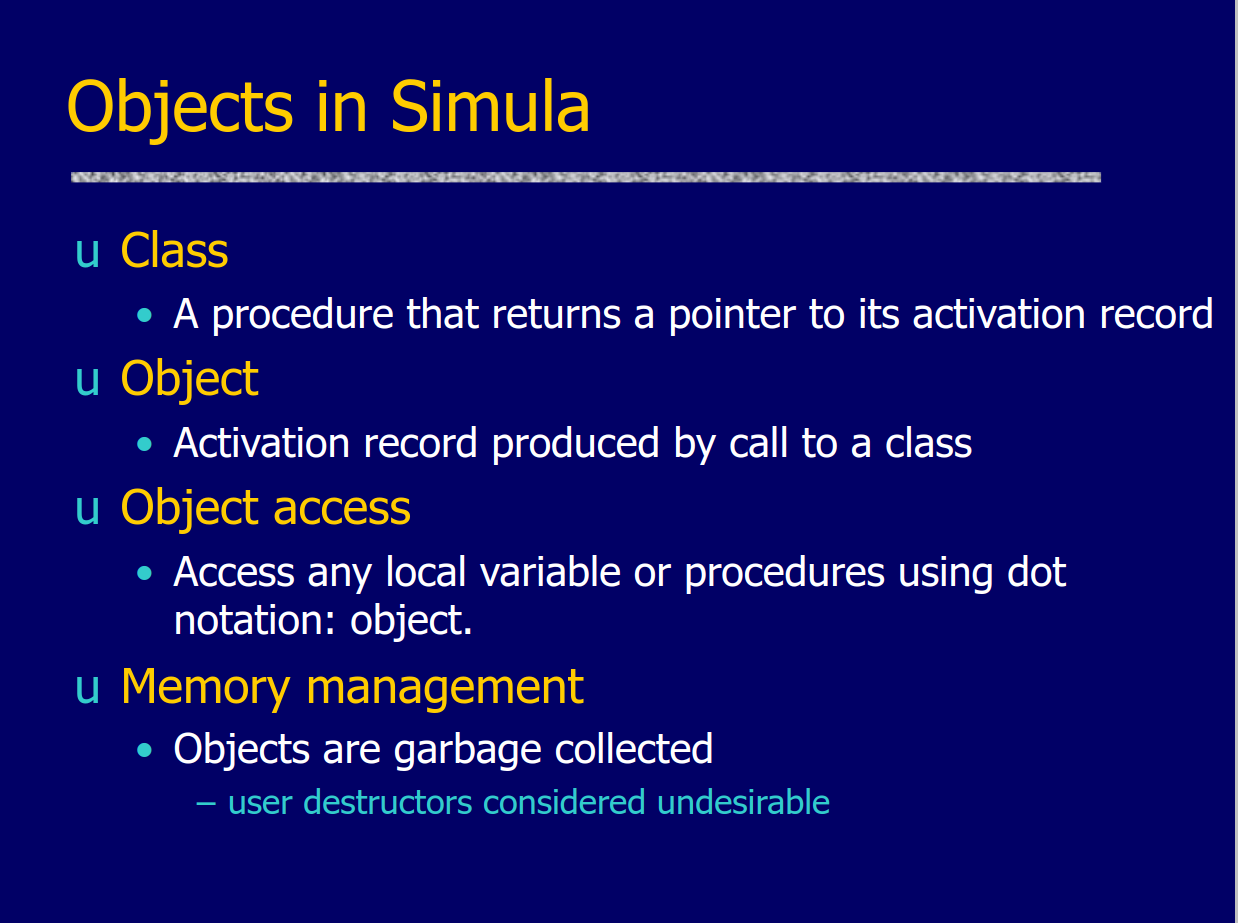 Objects in Simula
u Class
• A procedure that returns a pointer to its activation record
u Object
• Activation record produced by call to a class
u Object access
• Access any local variable or procedures using dot
notation: object.
u Memory management
• Objects are garbage collected
– user destructors considered undesirable